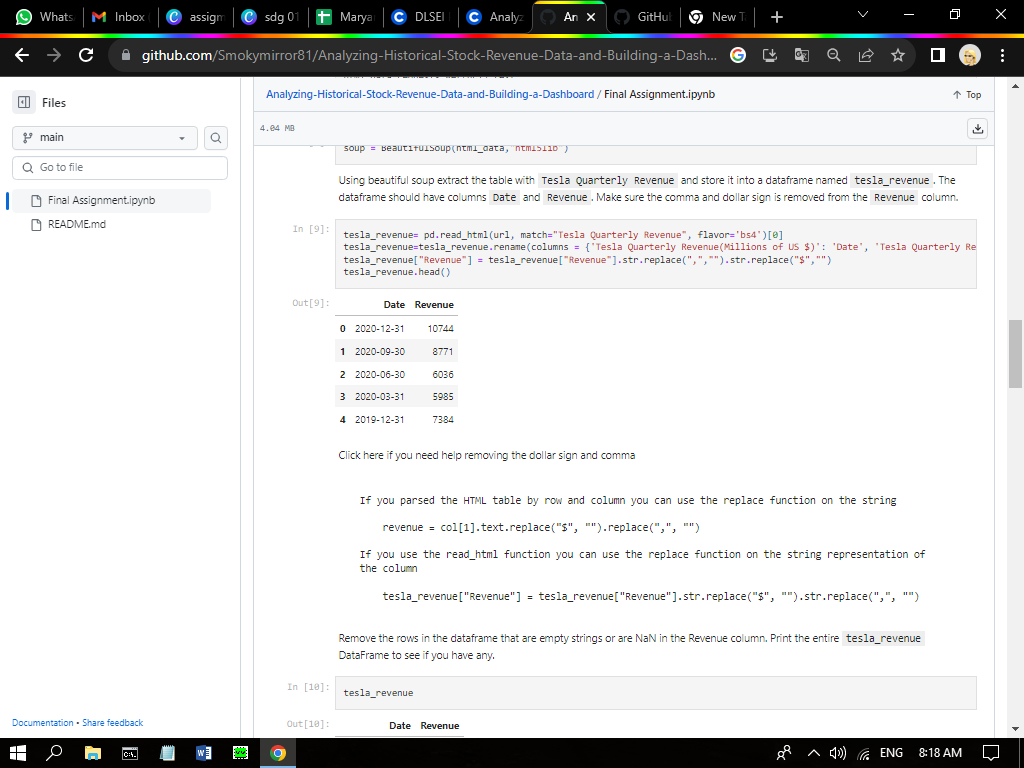 Whats
Inbox
assigm
sdg 01
Marya
DLSEI
Analyz
An
GitHu
New T
github.com/Smokymirror81/Analyzing-Historical-Stock-Revenue-Data-and-Building-a-Dash...
Files
main
Go to file
Final Assignment.ipynb
README.md
Documentation • Share feedback
Analyzing-Historical-Stock-Revenue-Data-and-Building-a-Dashboard / Final Assignment.ipynb
Top
4.04 MB
soup = BeautifulSoup(html_data, 'html5lib')
Using beautiful soup extract the table with Tesla Quarterly Revenue and store it into a dataframe named tesla_revenue. The
dataframe should have columns Date and Revenue. Make sure the comma and dollar sign is removed from the Revenue column.
In [9]:
tesla_revenue= pd.read_html(url, match="Tesla Quarterly Revenue", flavor='bs4')[0]
tesla_revenue=tesla_revenue.rename(columns = {'Tesla Quarterly Revenue(Millions of US $)': 'Date', 'Tesla Quarterly Re
tesla_revenue["Revenue"] = tesla_revenue["Revenue"].str.replace(",","").str.replace("$","")
tesla_revenue.head()
Out[9]:
Date Revenue
0 2020-12-31 10744
1 2020-09-30 8771
2 2020-06-30 6036
3 2020-03-31 5985
4 2019-12-31 7384
Click here if you need help removing the dollar sign and comma
If you parsed the HTML table by row and column you can use the replace function on the string
revenue = col[1].text.replace("$", "").replace(",", "")
If you use the read_html function you can use the replace function on the string representation of
the column
tesla_revenue["Revenue"] = tesla_revenue["Revenue"].str.replace("$", "").str.replace(",", "")
Remove the rows in the dataframe that are empty strings or are NaN in the Revenue column. Print the entire tesla_revenue
DataFrame to see if you have any.
In [10]:
tesla_revenue
Out[10]:
Date Revenue
ENG
8:18 AM